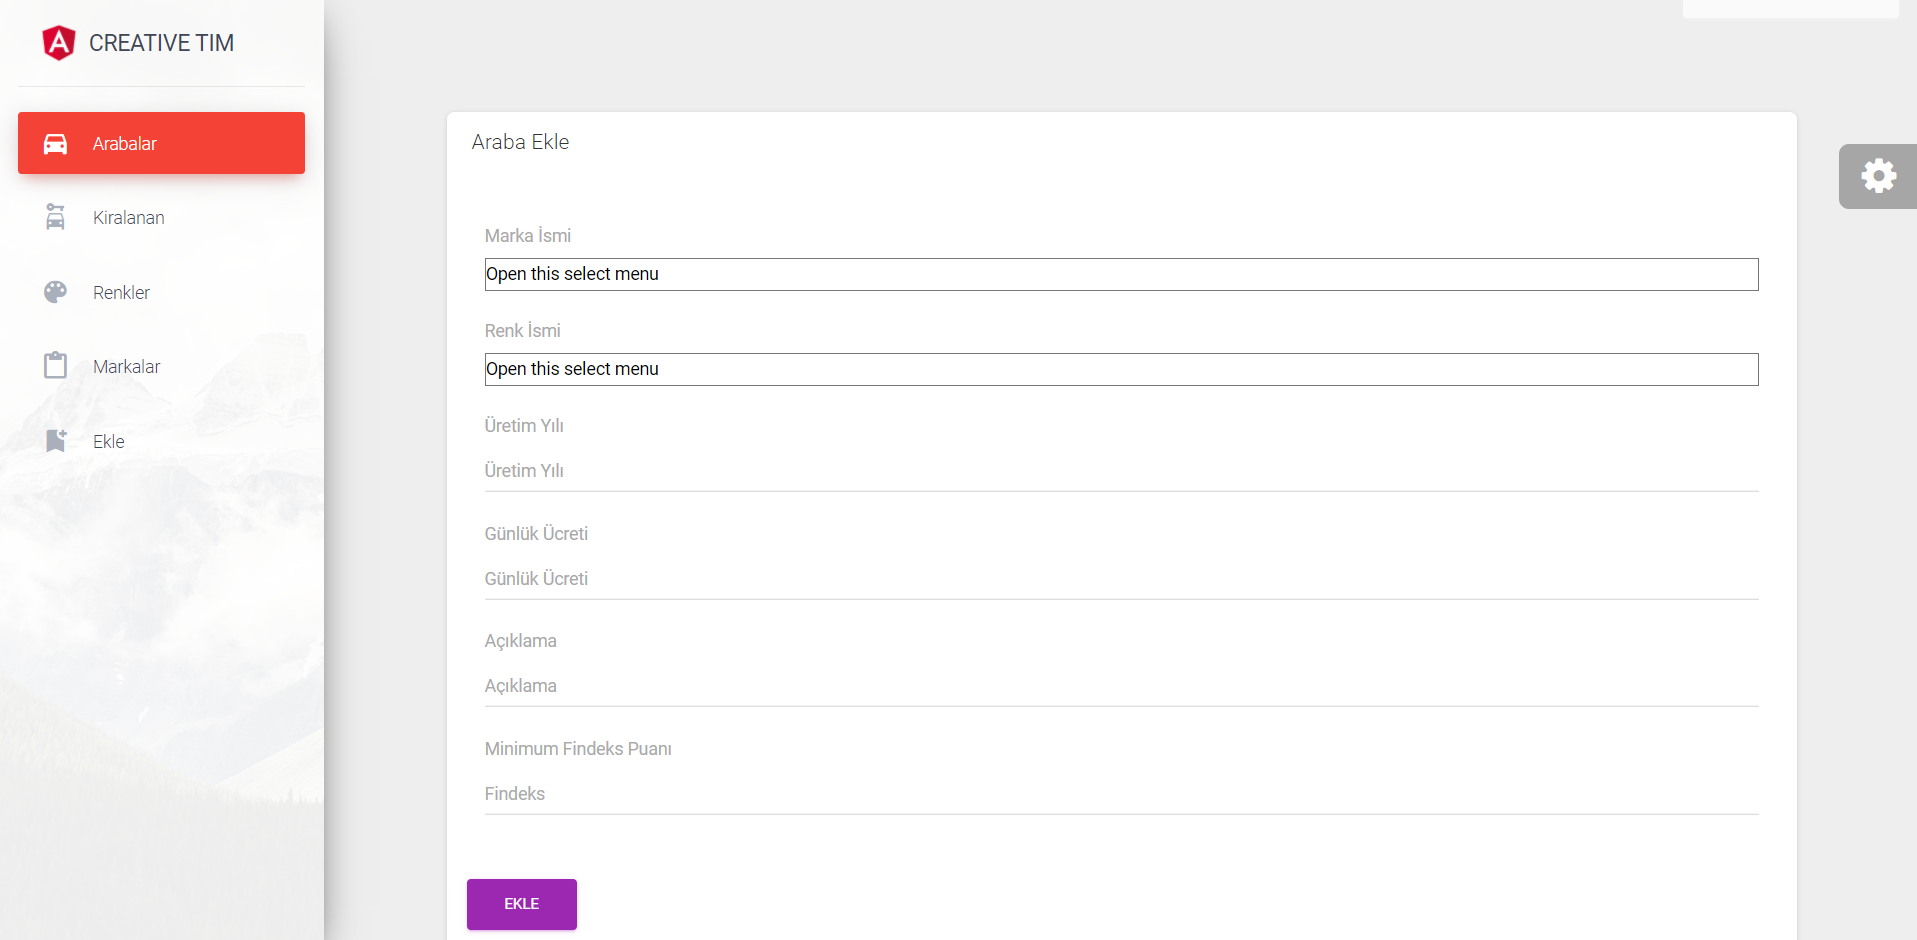 CREATIVE TIM
Arabalar
Kiralanan
Renkler
Markalar
Ekle
Araba Ekle
Marka İsmi
Open this select menu
Renk İsmi
Open this select menu
Üretim Yılı
Üretim Yılı
Günlük Ücreti
Günlük Ücreti
Açıklama
Açıklama
Minimum Findeks Puanı
Findeks
EKLE